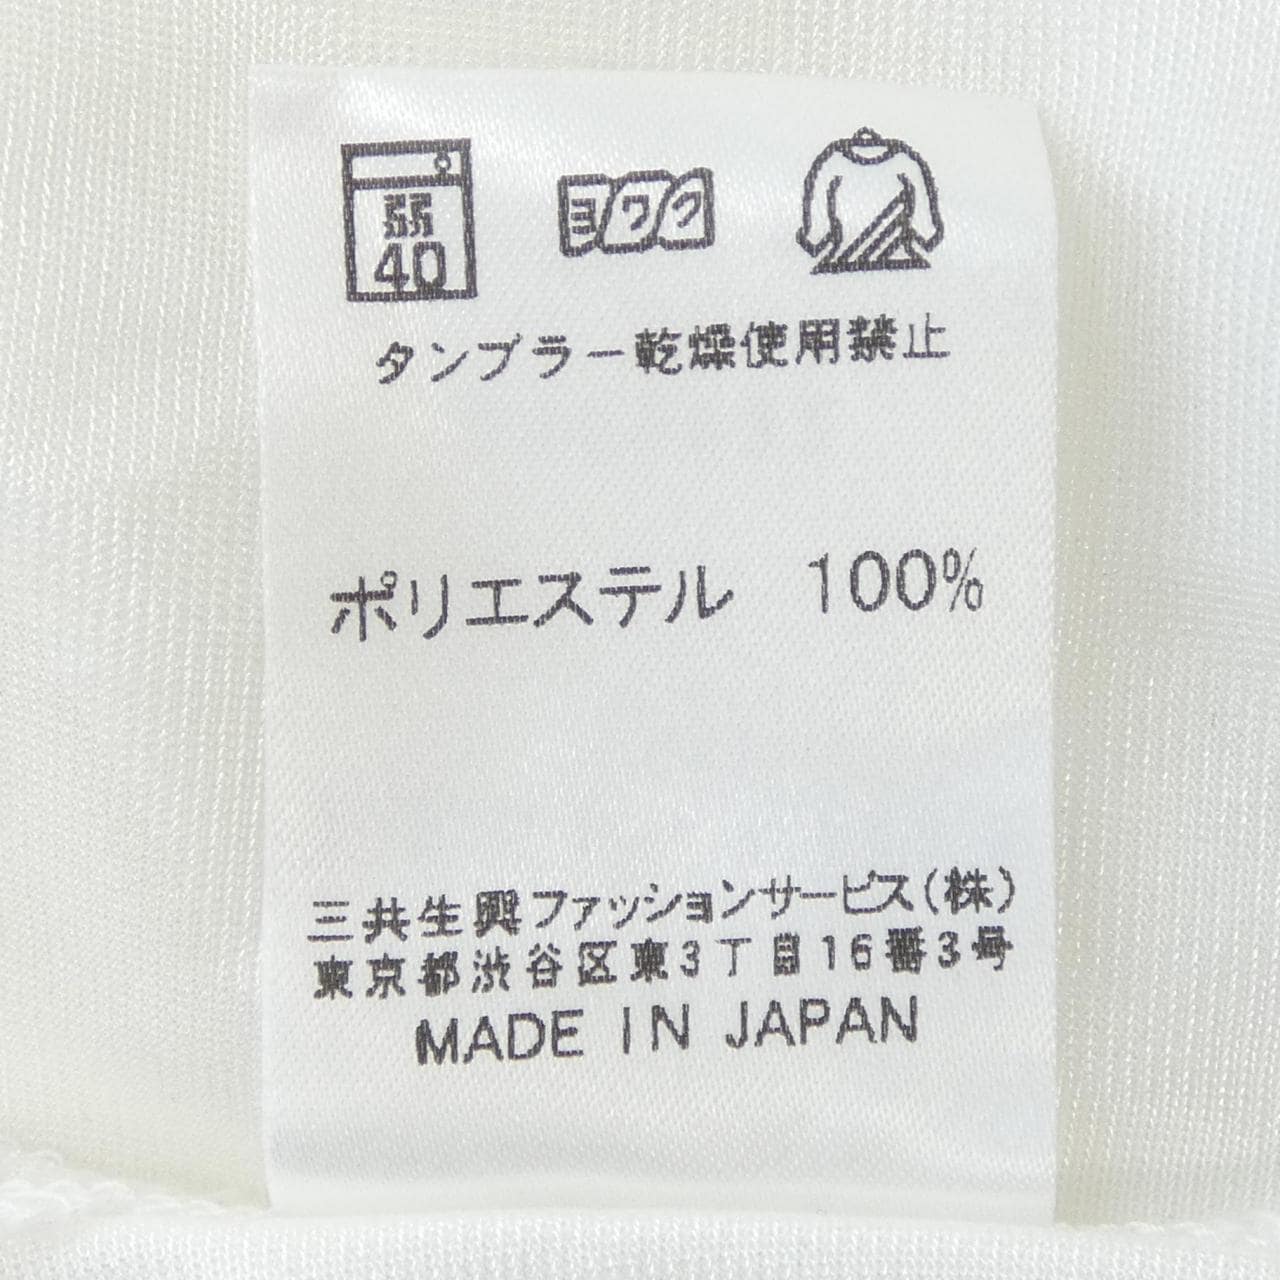 弱
40
ヨワク
タンブラー乾燥使用禁止
ポリエステル 100%
三共生興ファッションサービス(株)
東京都渋谷区東3丁目16番3号
MADE IN JAPAN